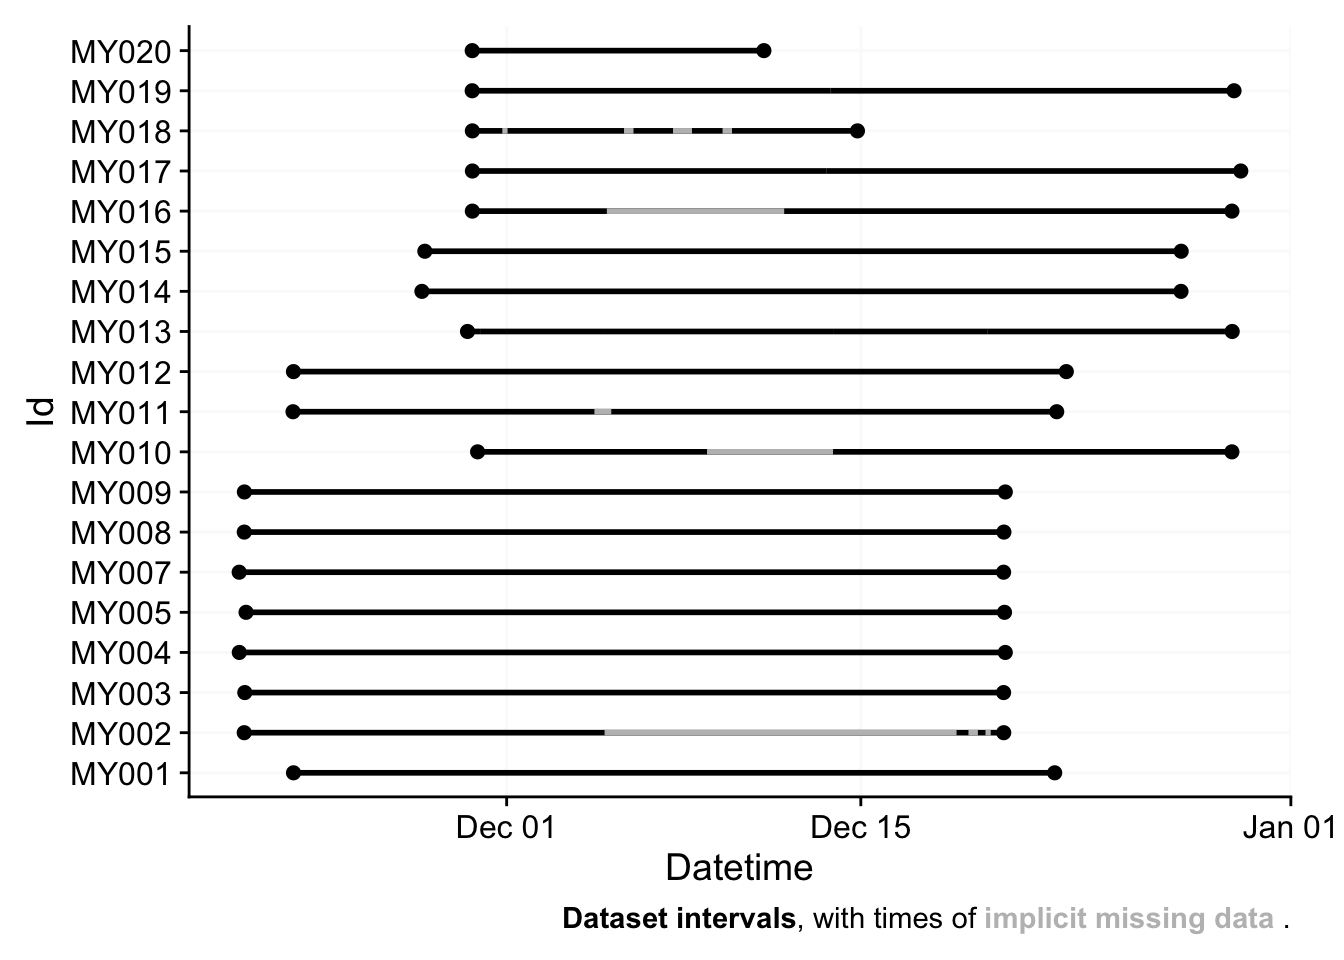 MY020
MY019
MY018
MY017
MY016
MY015
MY014
MY013
MY012
MY011
MY010
MY009
MY008
MY007
MY005
MY004
MY003
MY002
MY001
Id
Dec 01 Dec 15 Jan 01
Datetime
Dataset intervals, with times of implicit missing data .